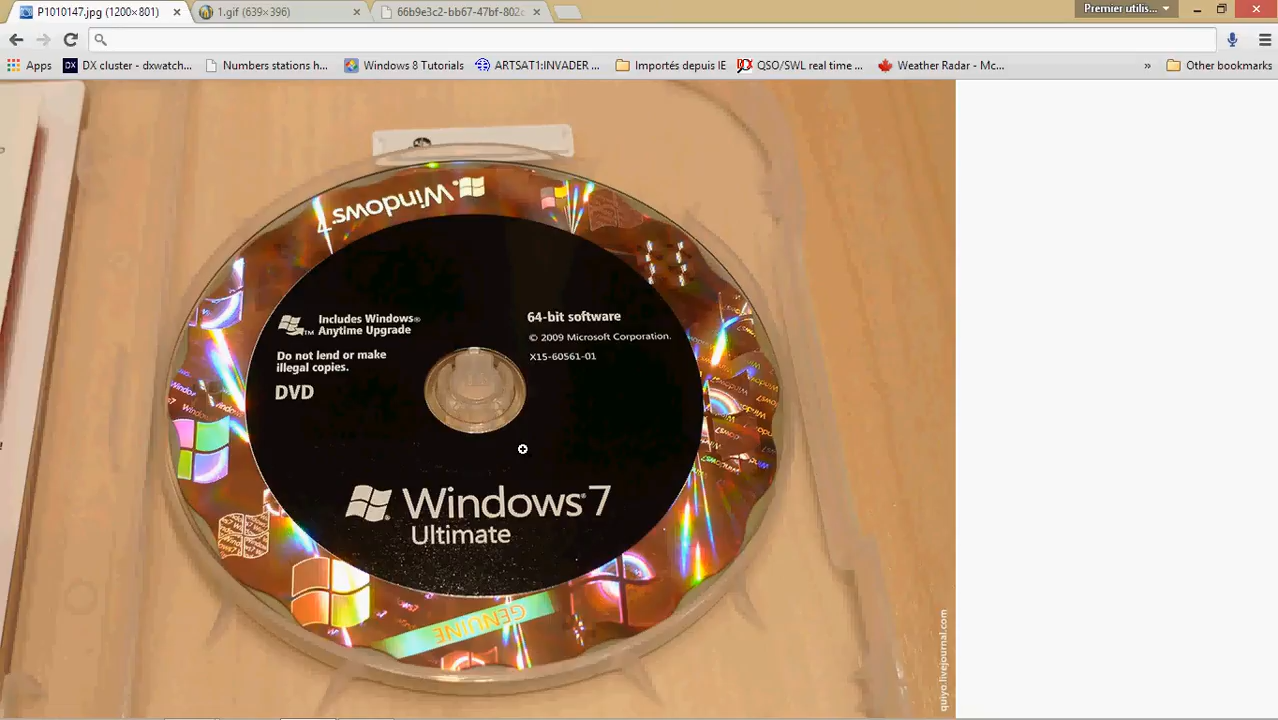 P1010147.jpg (1200×801)
1.gif (639×396)
66b9e3c2-bb67-47bf-802c
Premier utilis...
Apps
DX cluster - dxwatch...
Numbers stations h...
Windows 8 Tutorials
ARTSAT1:INVADER ...
Importés depuis IE
QSO/SWL real time ...
Weather Radar - Mc...
»
Other bookmarks
Windows 7
Includes Windows®
Anytime Upgrade
Do not lend or make
illegal copies.
DVD
64-bit software
© 2009 Microsoft Corporation.
X15-60561-01
Windows® 7
Ultimate
GENUINE
quiyo.livejournal.com